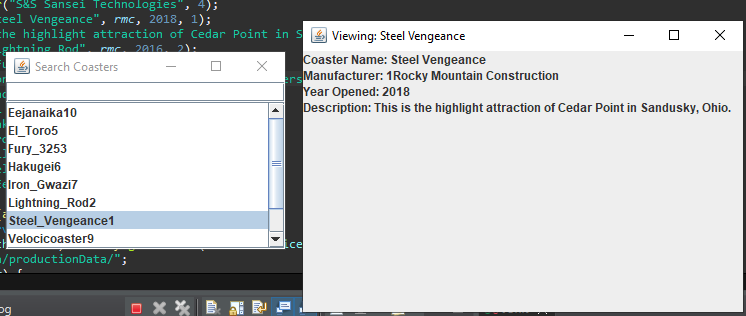 r("S&S Sansei Technologies", 4);
teel Vengeance", rmc, 2018, 1);
the highlight attraction of Cedar Point in S
ightning Rod", rmc, 2016, 2);
Search Coasters
Eejanaika10
El_Toro5
Fury_3253
Hakugei6
Iron_Gwazi7
Lightning_Rod2
Steel_Vengeance1
Velocicoaster9
Viewing: Steel Vengeance
Coaster Name: Steel Vengeance
Manufacturer: 1Rocky Mountain Construction
Year Opened: 2018
Description: This is the highlight attraction of Cedar Point in Sandusky, Ohio.
/productionData/";